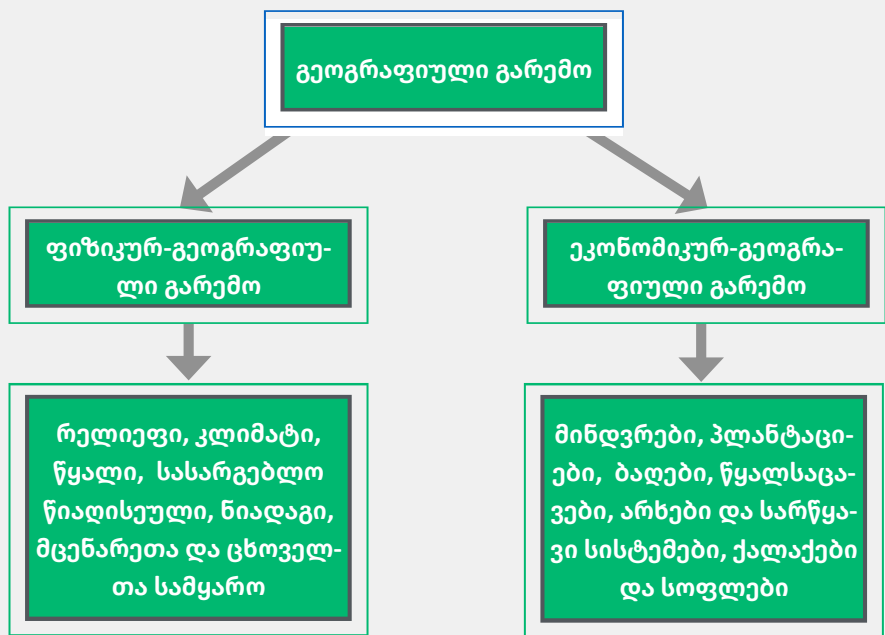 გეოგრაფიული გარემო
ფიზიკურ-გეოგრაფიუ-
ლი გარემო
ეკონომიკურ-გეოგრა-
ფიული გარემო
რელიეფი, კლიმატი,
წყალი, სასარგებლო
წიაღისეული, ნიადაგი,
მცენარეთა და ცხოველ-
თა სამყარო
მინდვრები, პლანტაცი-
ები, ბაღები, წყალსაცა-
ვები, არხები და სარწყა-
ვი სისტემები, ქალაქები
და სოფლები